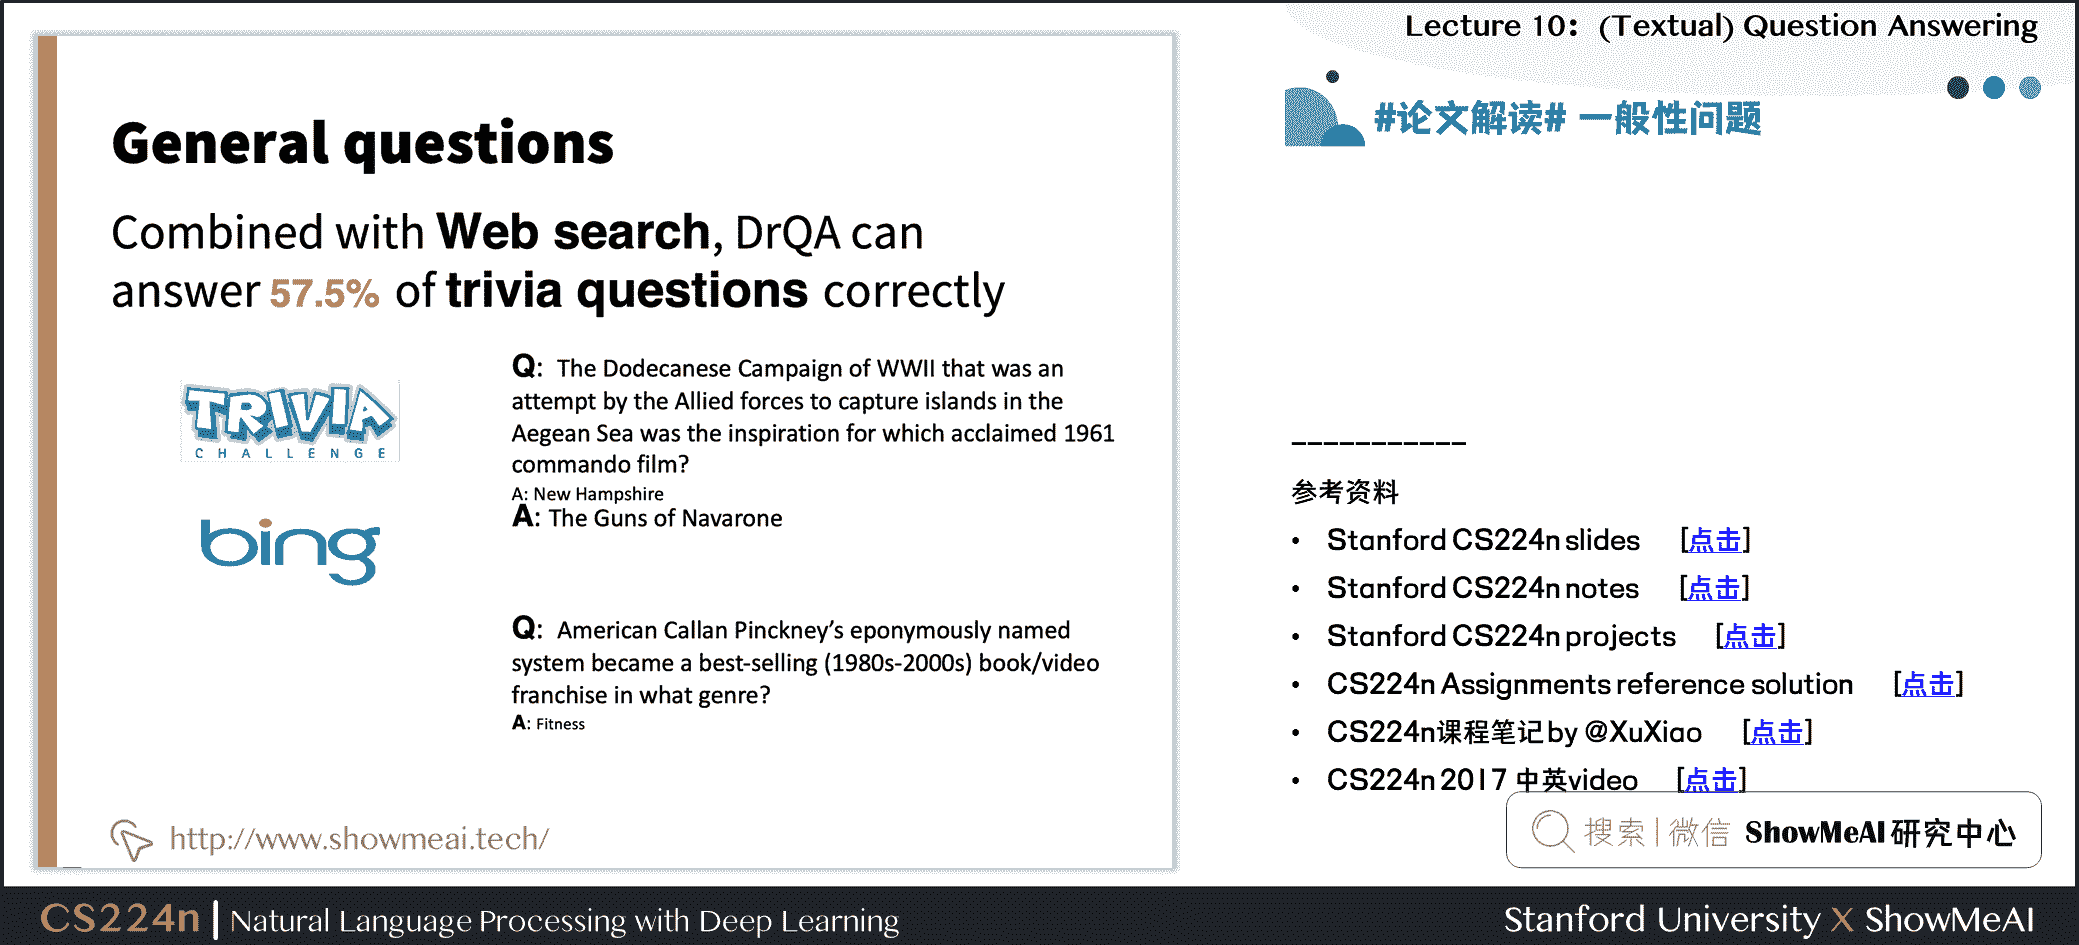 Lecture 10：(Textual) Question Answering
#论文解读# 一般性问题
General questions
Combined with Web search, DrQA can
answer 57.5% of trivia questions correctly
TRIVIA
CHALLENGE
bing
Q: The Dodecanese Campaign of WWII that was an
attempt by the Allied forces to capture islands in the
Aegean Sea was the inspiration for which acclaimed 1961
commando film?
A: New Hampshire
A: The Guns of Navarone
Q: American Callan Pinckney's eponymously named
system became a best-selling (1980s-2000s) book/video
franchise in what genre?
A: Fitness
http://www.showmeai.tech/
-----------
参考资料
• Stanford CS224n slides [点击]
• Stanford CS224n notes [点击]
• Stanford CS224n projects [点击]
• CS224n Assignments reference solution [点击]
• CS224n课程笔记 by @XuXiao [点击]
• CS224n 2017 中英video [点击]
搜索 | 微信 ShowMeAI 研究中心
CS224n | Natural Language Processing with Deep Learning
Stanford University X ShowMeAI